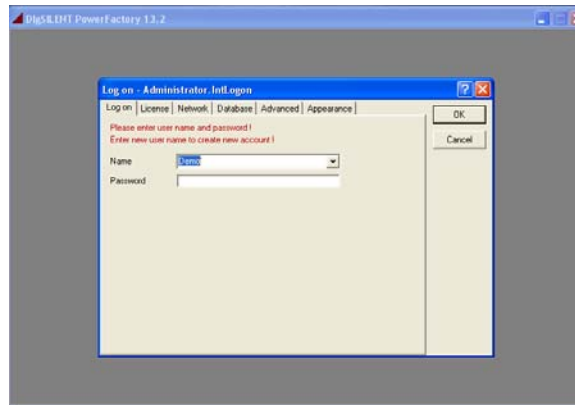 DIgSILENT PowerFactory 13.2
Log on - Administrator.IntLogon
Log on License Network Database Advanced Appearance
OK
Please enter user name and password !
Enter new user name to create new account !
Cancel
Name Demo
Password